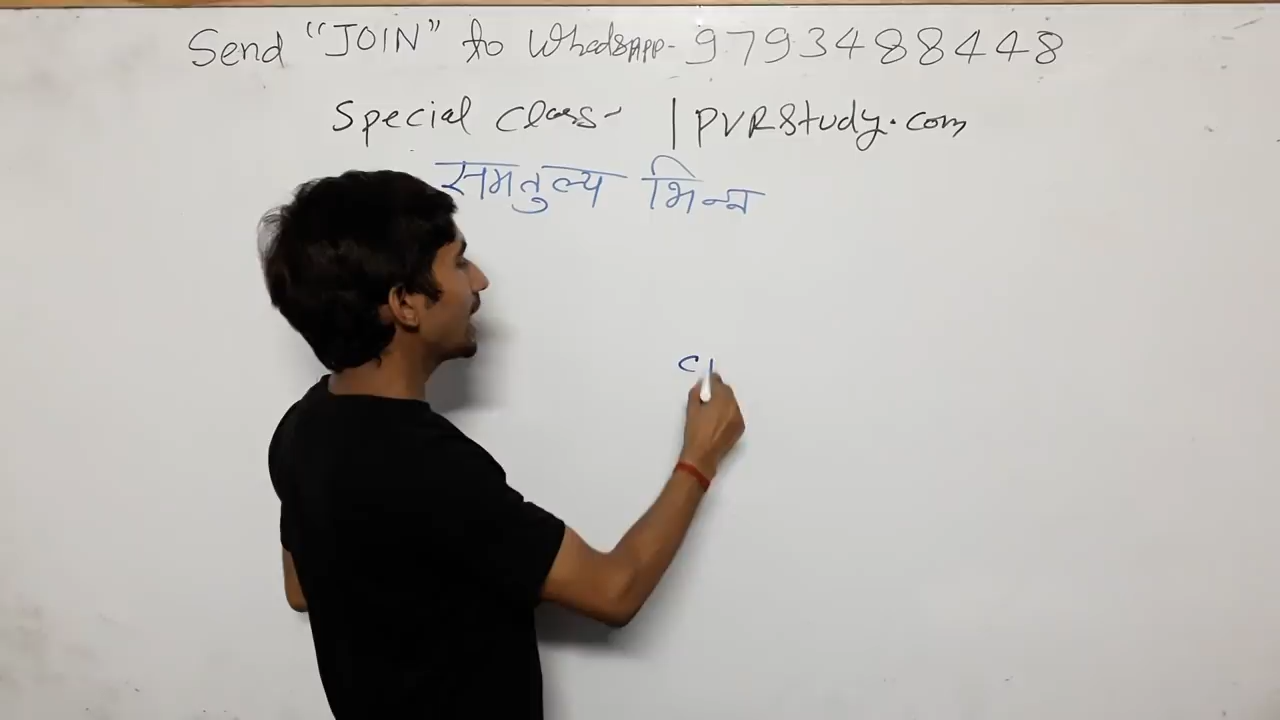 Send "JOIN" to WhatsApp- 9793488448
Special class- | PVRStudy.com
समतुल्य भिन्न